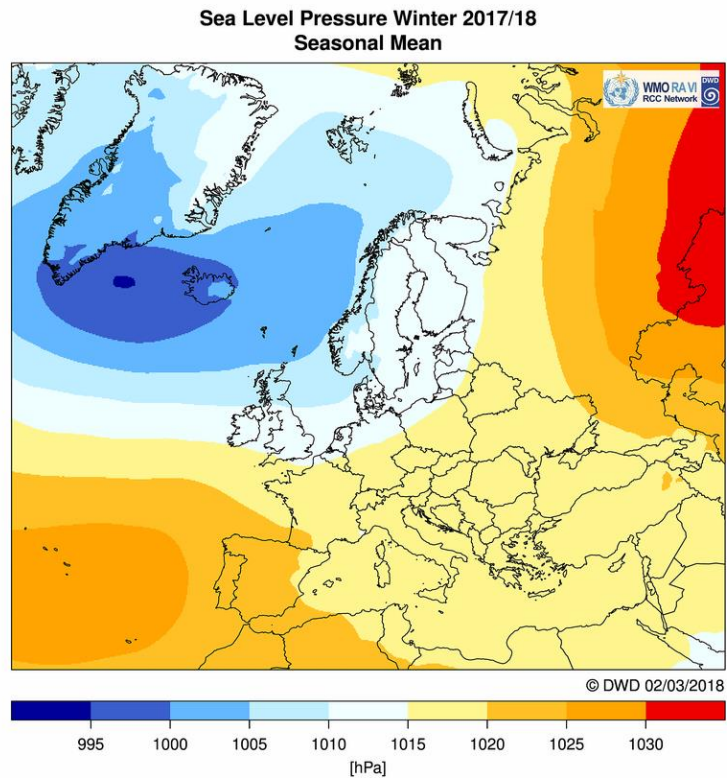 Sea Level Pressure Winter 2017/18
Seasonal Mean
WMO RA VI
RCC Network
DWD
© DWD 02/03/2018
995 1000 1005 1010 1015 1020 1025 1030
[hPa]